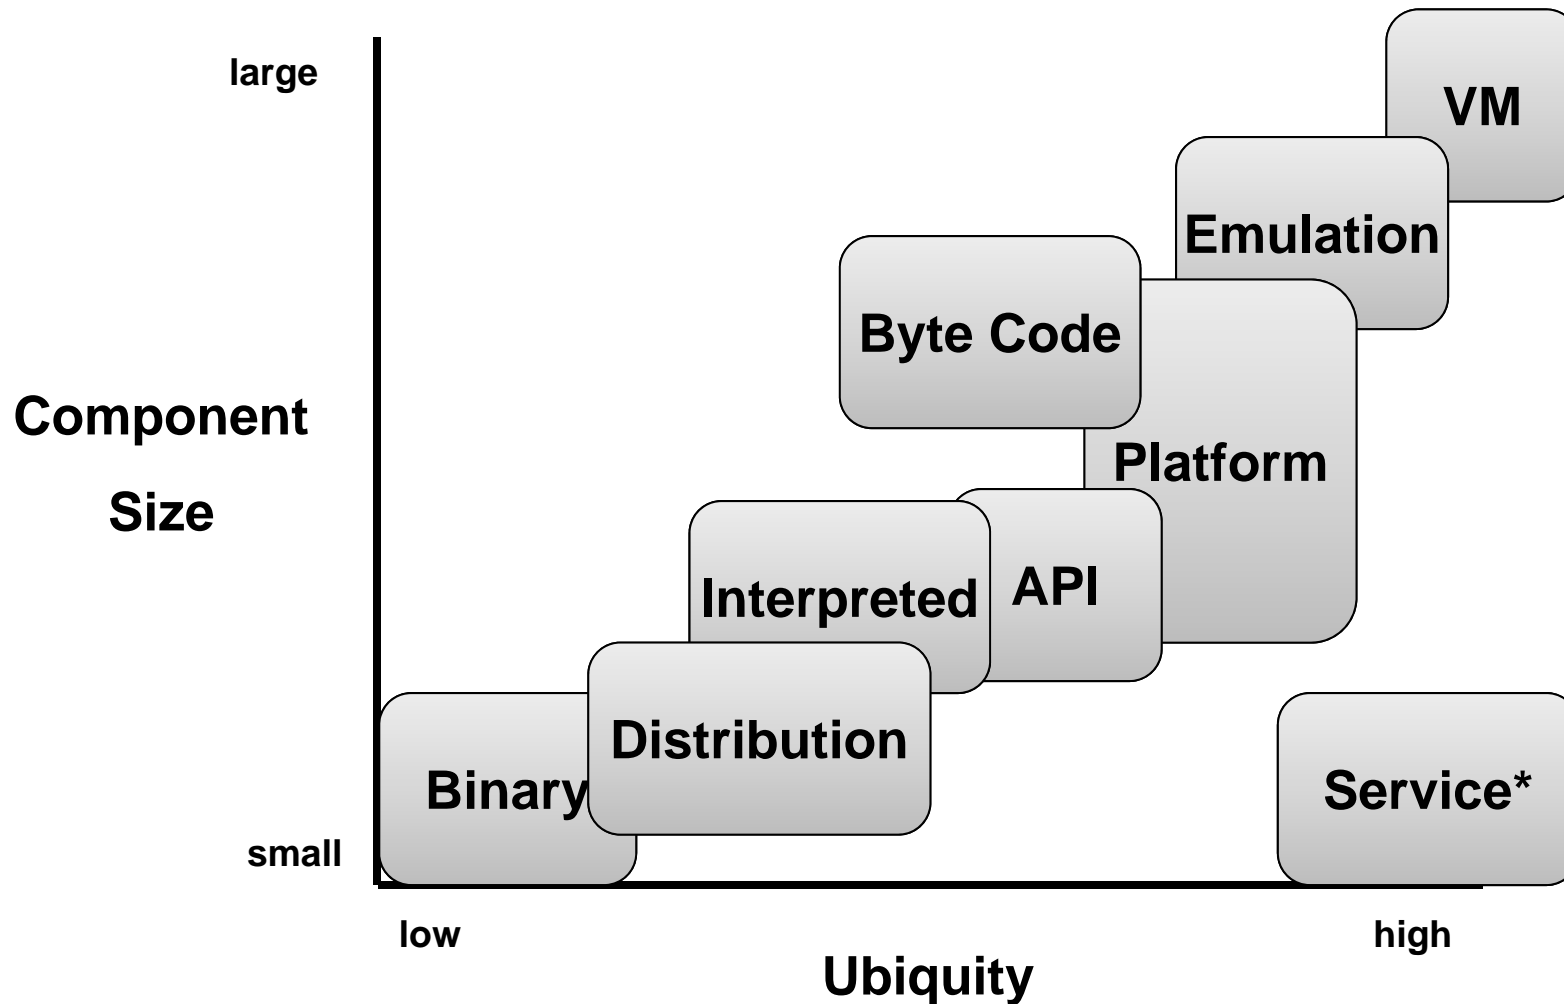 large
VM
Emulation
Byte Code
Component
Size
Platform
Interpreted
API
Distribution
Binary
Service*
small
low
high
Ubiquity